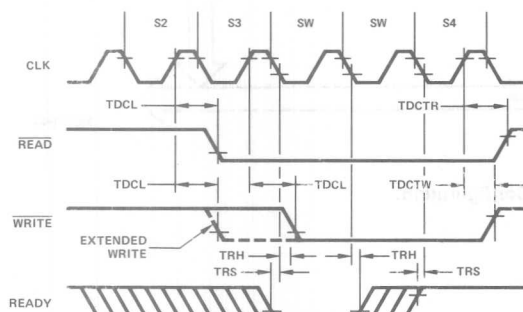 S2 S3 SW SW S4
CLK
TDCL TDCTR
READ
TDCL TDCL TDCTW
WRITE
EXTENDED
WRITE
TRH TRH
TRS TRS
READY